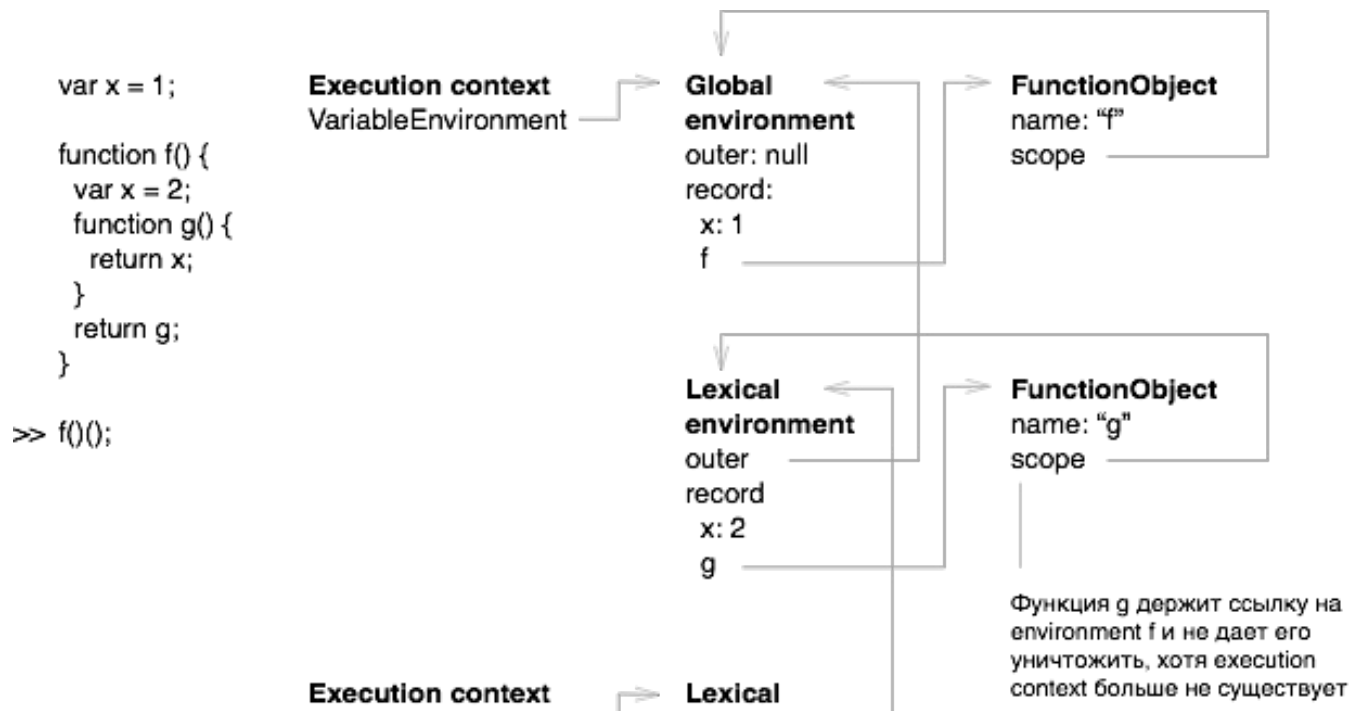 var x = 1;
function f() {
var x = 2;
function g() {
return x;
}
return g;
}
>> f()();
Execution context
VariableEnvironment
Global
environment
outer: null
record:
x: 1
f
FunctionObject
name: “f”
scope
Lexical
environment
outer
record
x: 2
g
FunctionObject
name: “g”
scope
Функция g держит ссылку на
environment f и не дает его
уничтожить, хотя execution
context больше не существует
Execution context
Lexical